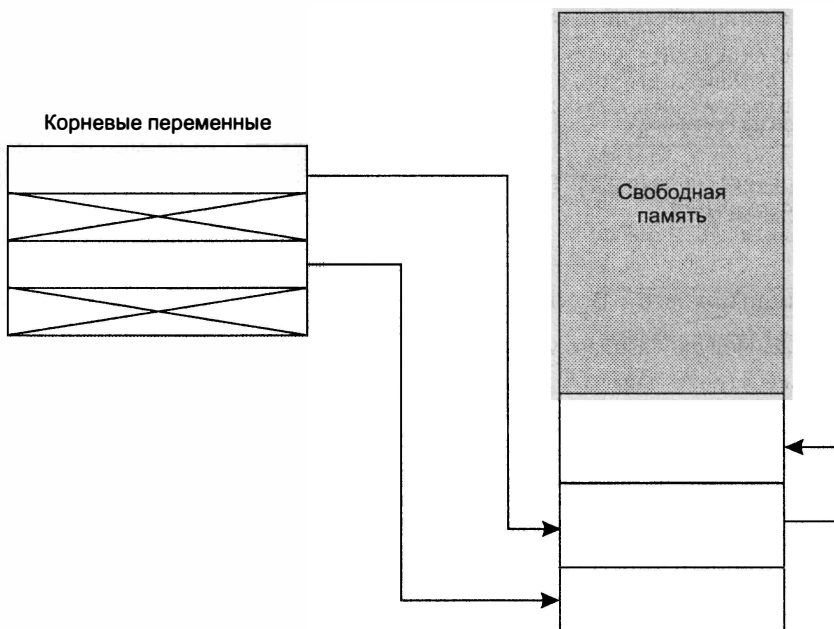 Корневые переменные
Свободная
память